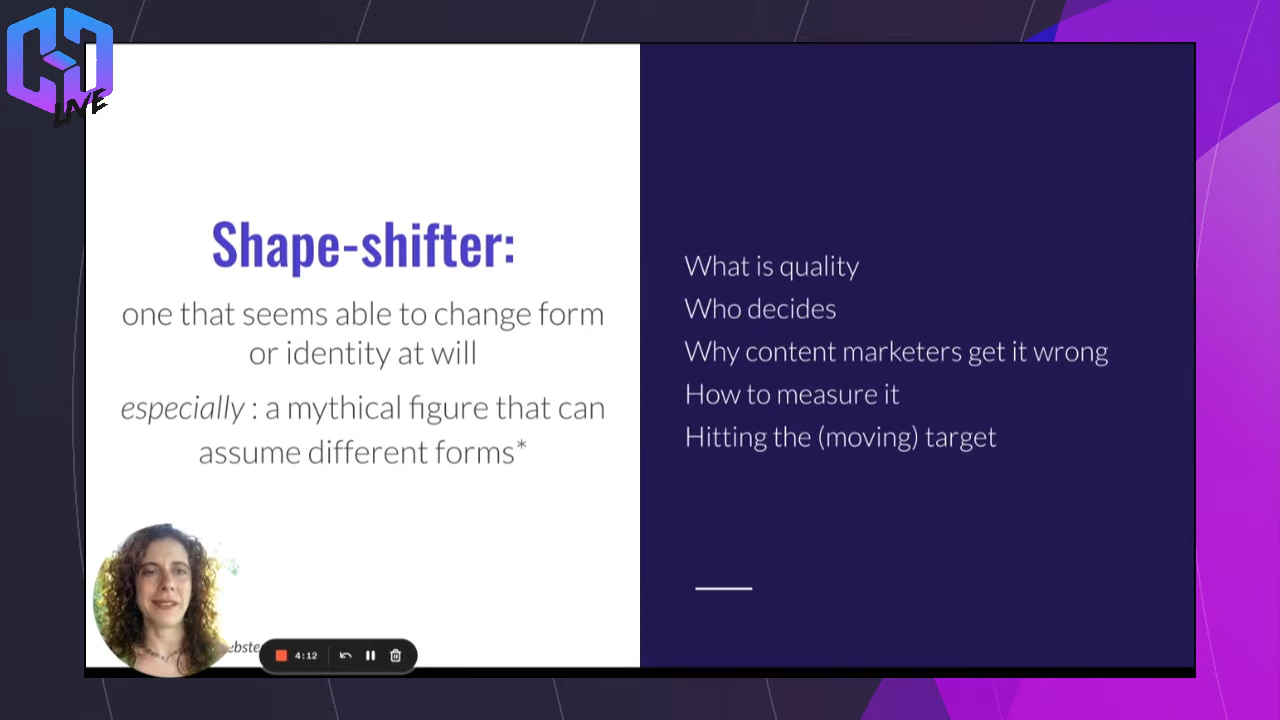 LIVE
Shape-shifter:
one that seems able to change form
or identity at will
especially : a mythical figure that can
assume different forms*
What is quality
Who decides
Why content marketers get it wrong
How to measure it
Hitting the (moving) target
4:12